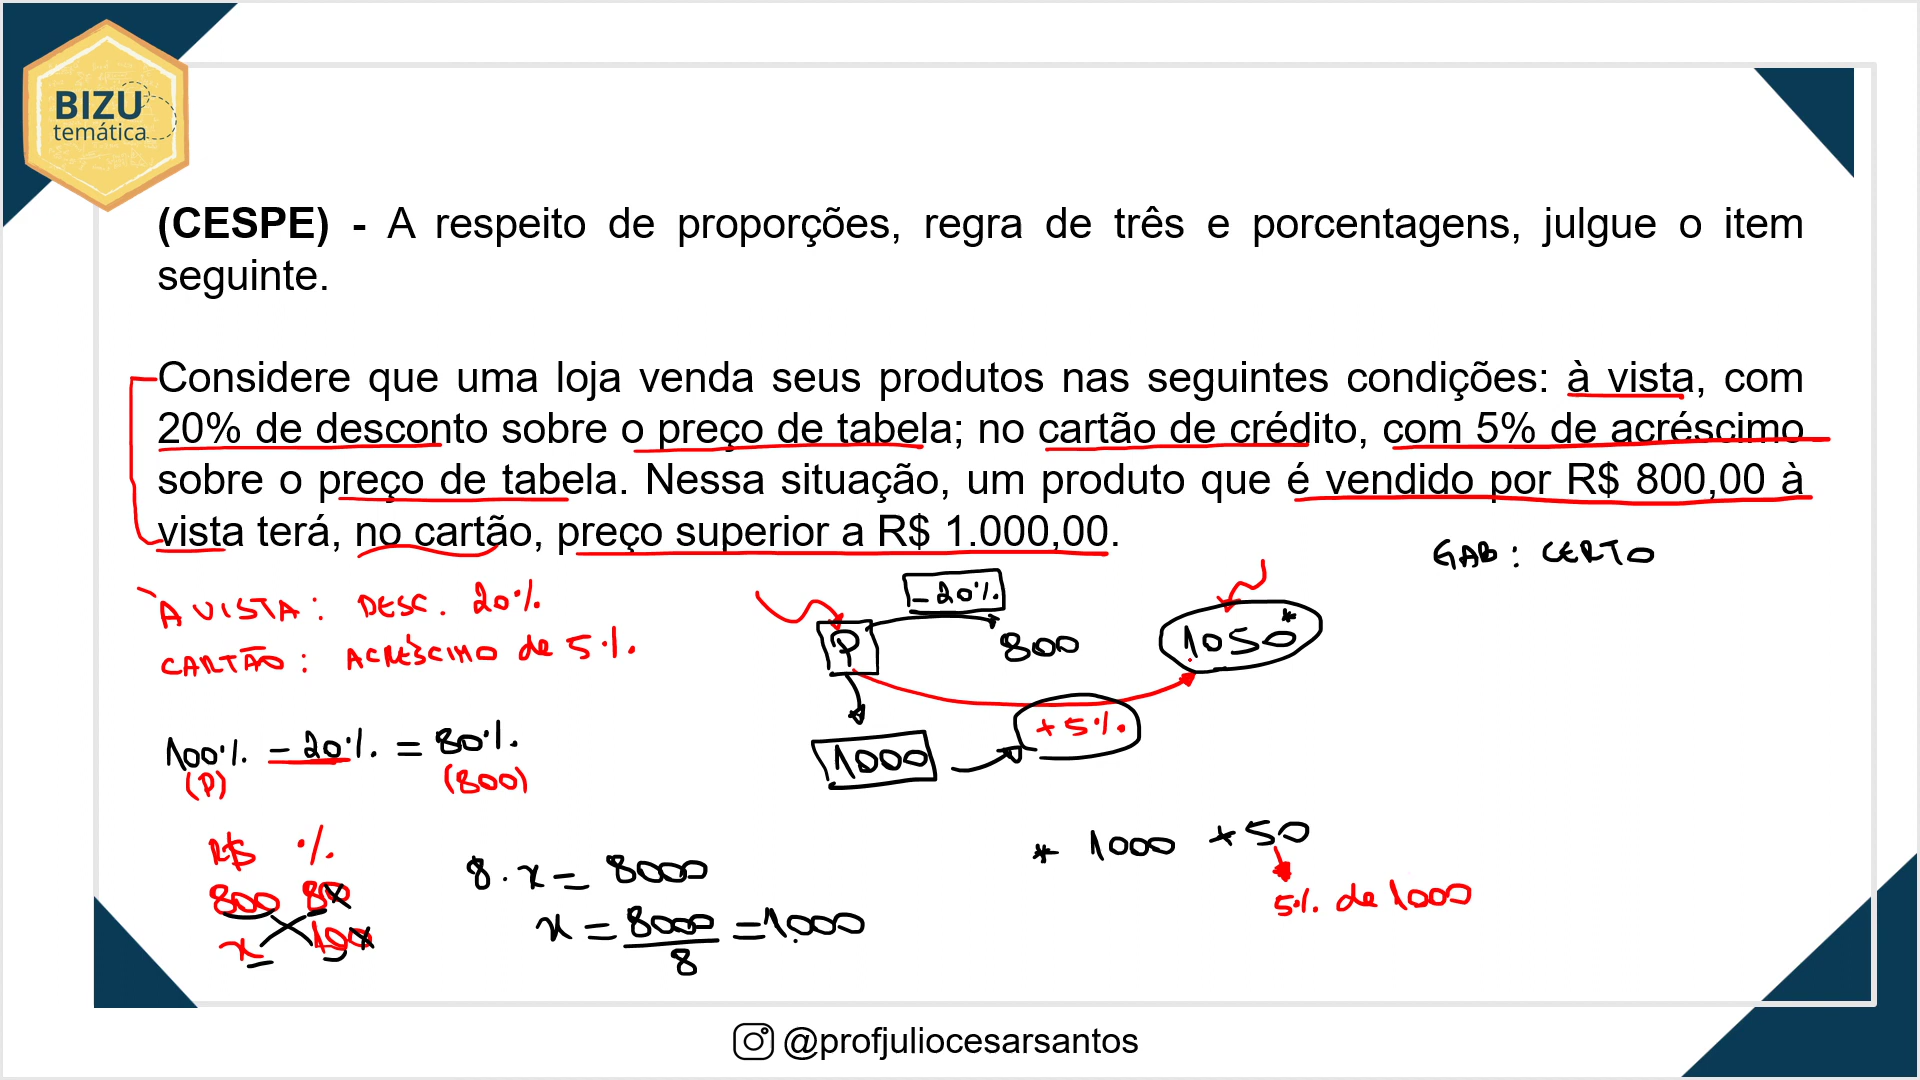 BIZU
temática
(CESPE) - A respeito de proporções, regra de três e porcentagens, julgue o item
seguinte.
Considere que uma loja venda seus produtos nas seguintes condições: à vista, com
20% de desconto sobre o preço de tabela; no cartão de crédito, com 5% de acréscimo
sobre o preço de tabela. Nessa situação, um produto que é vendido por R$ 800,00 à
vista terá, no cartão, preço superior a R$ 1.000,00.
GAB: CERTO
A VISTA: DESC. 20%
CARTÃO: ACRÉSCIMO de 5%
P
- 20%
800
1050*
+5%
1000
100% - 20% = 80%
(P) (800)
R$ %
800 80
x 100
8 . x = 8000
x = 8000/8 = 1.000
* 1000 + 50
5% de 1000
@profjuliocesarsantos